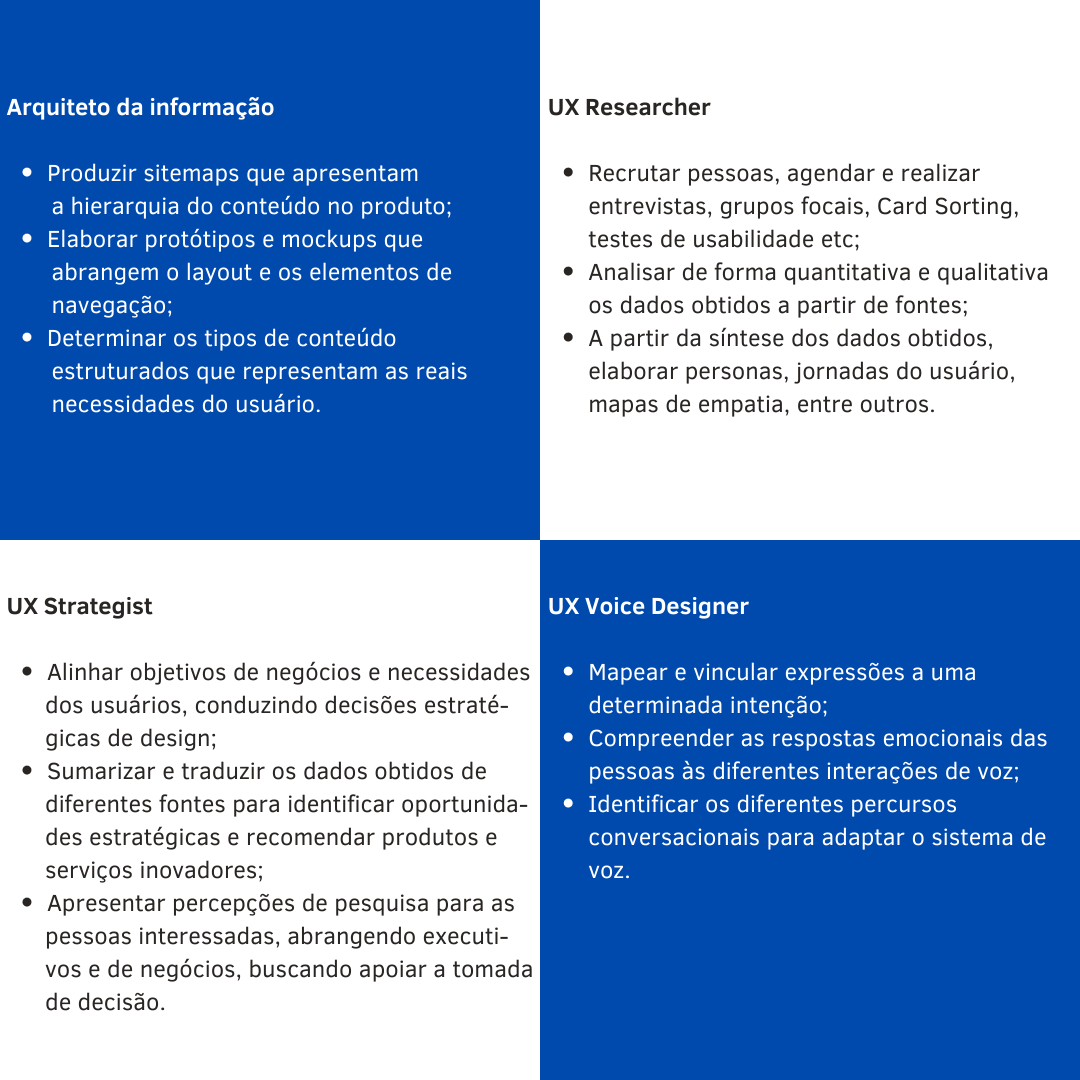 Arquiteto da informação
• Produzir sitemaps que apresentam
a hierarquia do conteúdo no produto;
• Elaborar protótipos e mockups que
abrangem o layout e os elementos de
navegação;
• Determinar os tipos de conteúdo
estruturados que representam as reais
necessidades do usuário.
UX Researcher
• Recrutar pessoas, agendar e realizar
entrevistas, grupos focais, Card Sorting,
testes de usabilidade etc;
• Analisar de forma quantitativa e qualitativa
os dados obtidos a partir de fontes;
• A partir da síntese dos dados obtidos,
elaborar personas, jornadas do usuário,
mapas de empatia, entre outros.
UX Strategist
• Alinhar objetivos de negócios e necessidades
dos usuários, conduzindo decisões estraté-
gicas de design;
• Sumarizar e traduzir os dados obtidos de
diferentes fontes para identificar oportunida-
des estratégicas e recomendar produtos e
serviços inovadores;
• Apresentar percepções de pesquisa para as
pessoas interessadas, abrangendo executi-
vos e de negócios, buscando apoiar a tomada
de decisão.
UX Voice Designer
• Mapear e vincular expressões a uma
determinada intenção;
• Compreender as respostas emocionais das
pessoas às diferentes interações de voz;
• Identificar os diferentes percursos
conversacionais para adaptar o sistema de
voz.